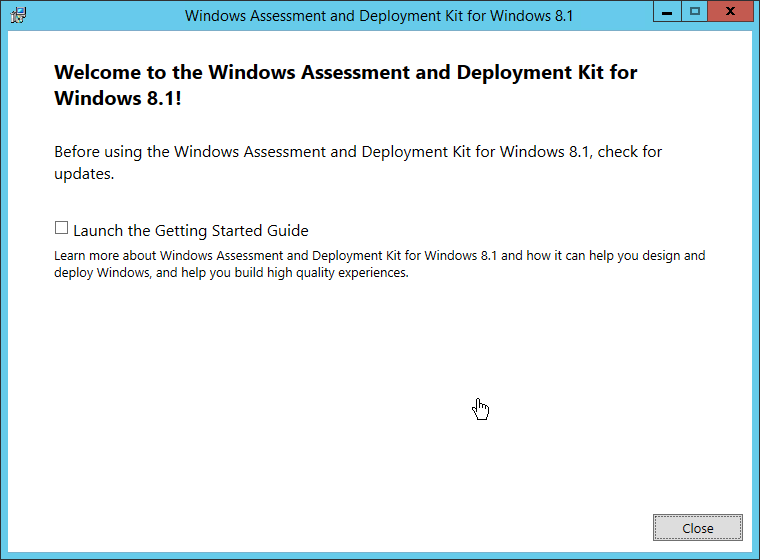 Windows Assessment and Deployment Kit for Windows 8.1
Welcome to the Windows Assessment and Deployment Kit for
Windows 8.1!
Before using the Windows Assessment and Deployment Kit for Windows 8.1, check for
updates.
Launch the Getting Started Guide
Learn more about Windows Assessment and Deployment Kit for Windows 8.1 and how it can help you design and
deploy Windows, and help you build high quality experiences.
Close